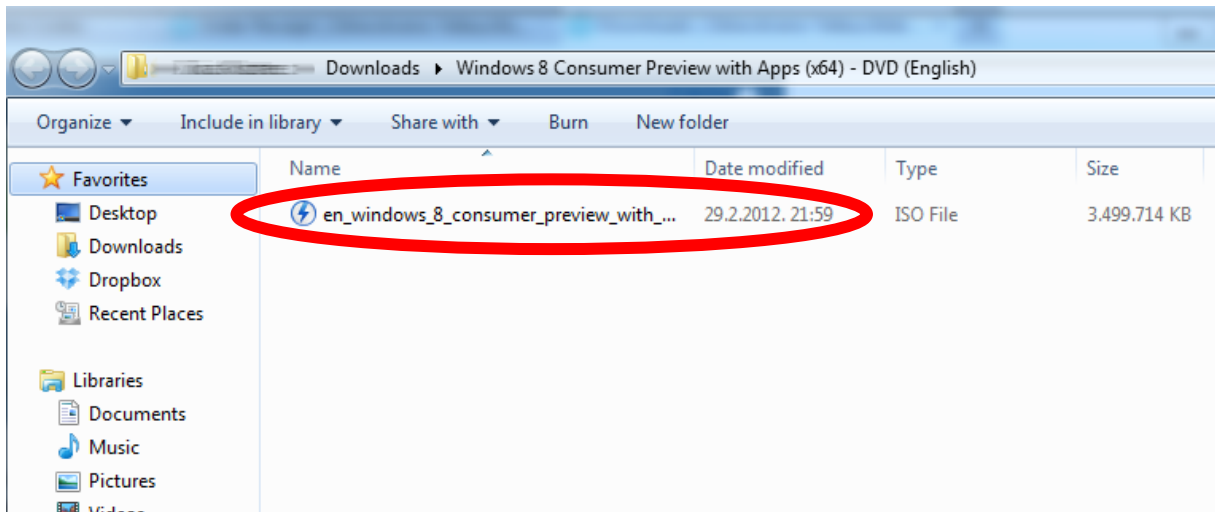 Downloads Windows 8 Consumer Preview with Apps (x64) - DVD (English)
Organize Include in library Share with Burn New folder
Name Date modified Type Size
en_windows_8_consumer_preview_with_... 29.2.2012. 21:59 ISO File 3.499.714 KB
Favorites
Desktop
Downloads
Dropbox
Recent Places
Libraries
Documents
Music
Pictures
Videos